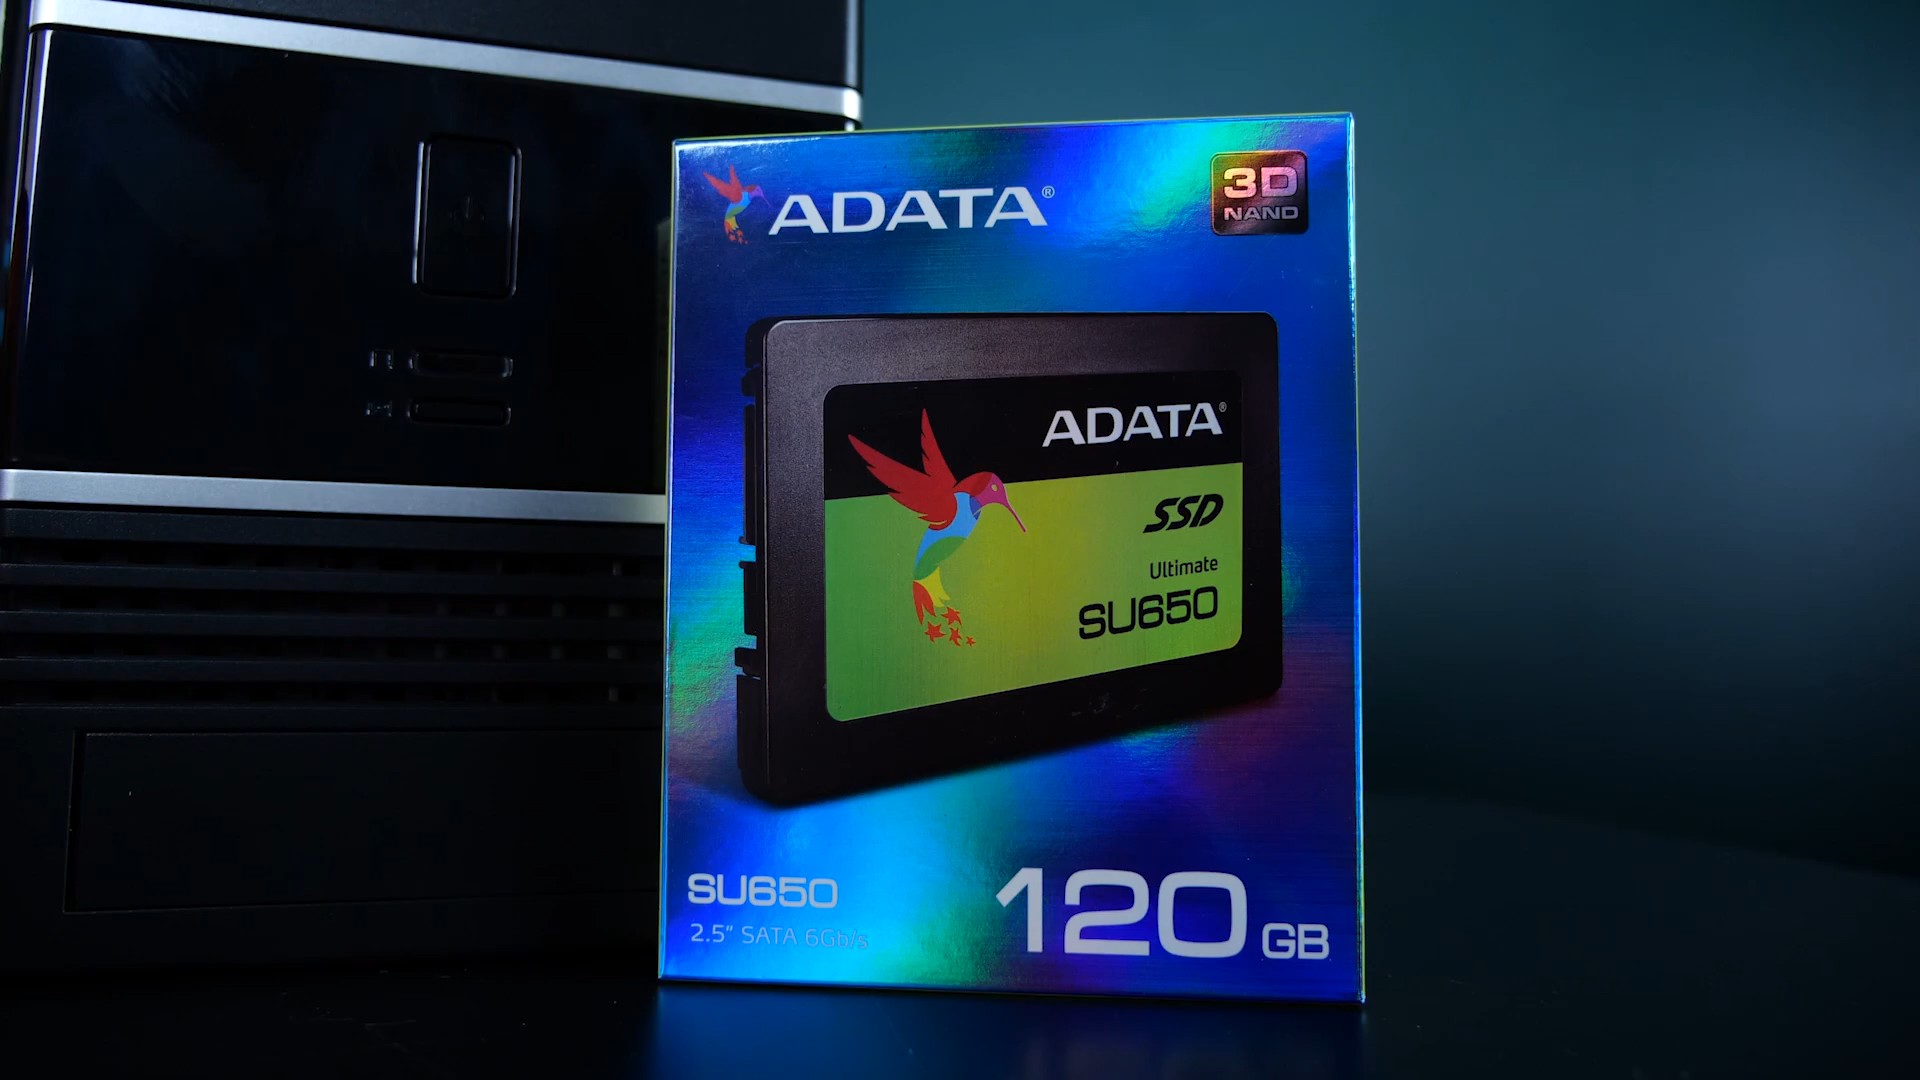 ADATA®
3D
NAND
ADATA®
SSD
Ultimate
SU650
SU650
2.5" SATA 6Gb/s
120 GB